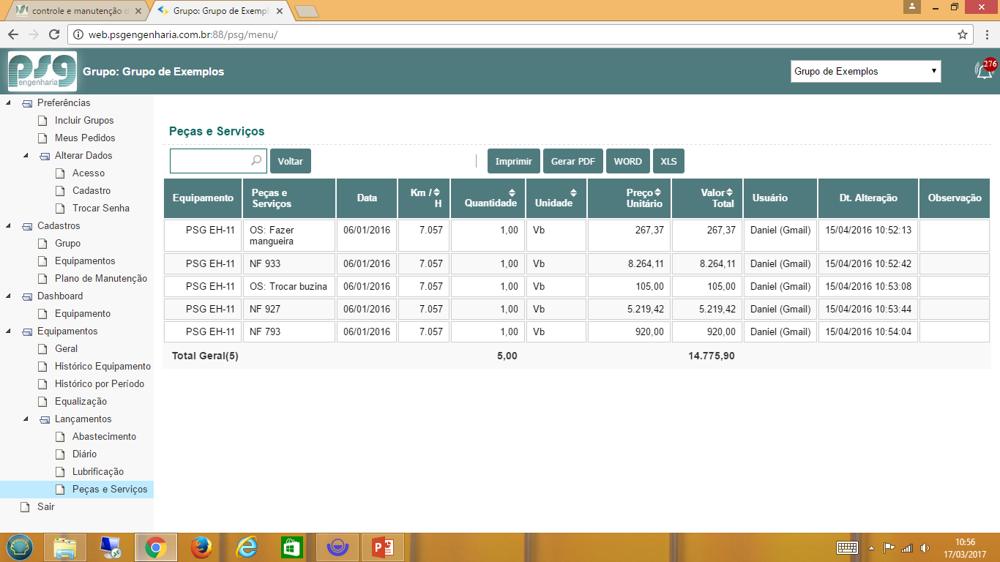 controle e manutenção d
Grupo: Grupo de Exempl
web.psgengenharia.com.br:88/psg/menu/
psg
engenharia
Grupo: Grupo de Exemplos
Grupo de Exemplos
276
Preferências
Incluir Grupos
Meus Pedidos
Alterar Dados
Acesso
Cadastro
Trocar Senha
Cadastros
Grupo
Equipamentos
Plano de Manutenção
Dashboard
Equipamento
Equipamentos
Geral
Histórico Equipamento
Histórico por Período
Equalização
Lançamentos
Abastecimento
Diário
Lubrificação
Peças e Serviços
Sair
Peças e Serviços
Voltar | Imprimir Gerar PDF WORD XLS
Equipamento Peças e Serviços Data Km / H Quantidade Unidade Preço Unitário Valor Total Usuário Dt. Alteração Observação
PSG EH-11 OS: Fazer mangueira 06/01/2016 7.057 1,00 Vb 267,37 267,37 Daniel (Gmail) 15/04/2016 10:52:13
PSG EH-11 NF 933 06/01/2016 7.057 1,00 Vb 8.264,11 8.264,11 Daniel (Gmail) 15/04/2016 10:52:42
PSG EH-11 OS: Trocar buzina 06/01/2016 7.057 1,00 Vb 105,00 105,00 Daniel (Gmail) 15/04/2016 10:53:08
PSG EH-11 NF 927 06/01/2016 7.057 1,00 Vb 5.219,42 5.219,42 Daniel (Gmail) 15/04/2016 10:53:44
PSG EH-11 NF 793 06/01/2016 7.057 1,00 Vb 920,00 920,00 Daniel (Gmail) 15/04/2016 10:54:04
Total Geral(5) 5,00 14.775,90
10:56
17/03/2017